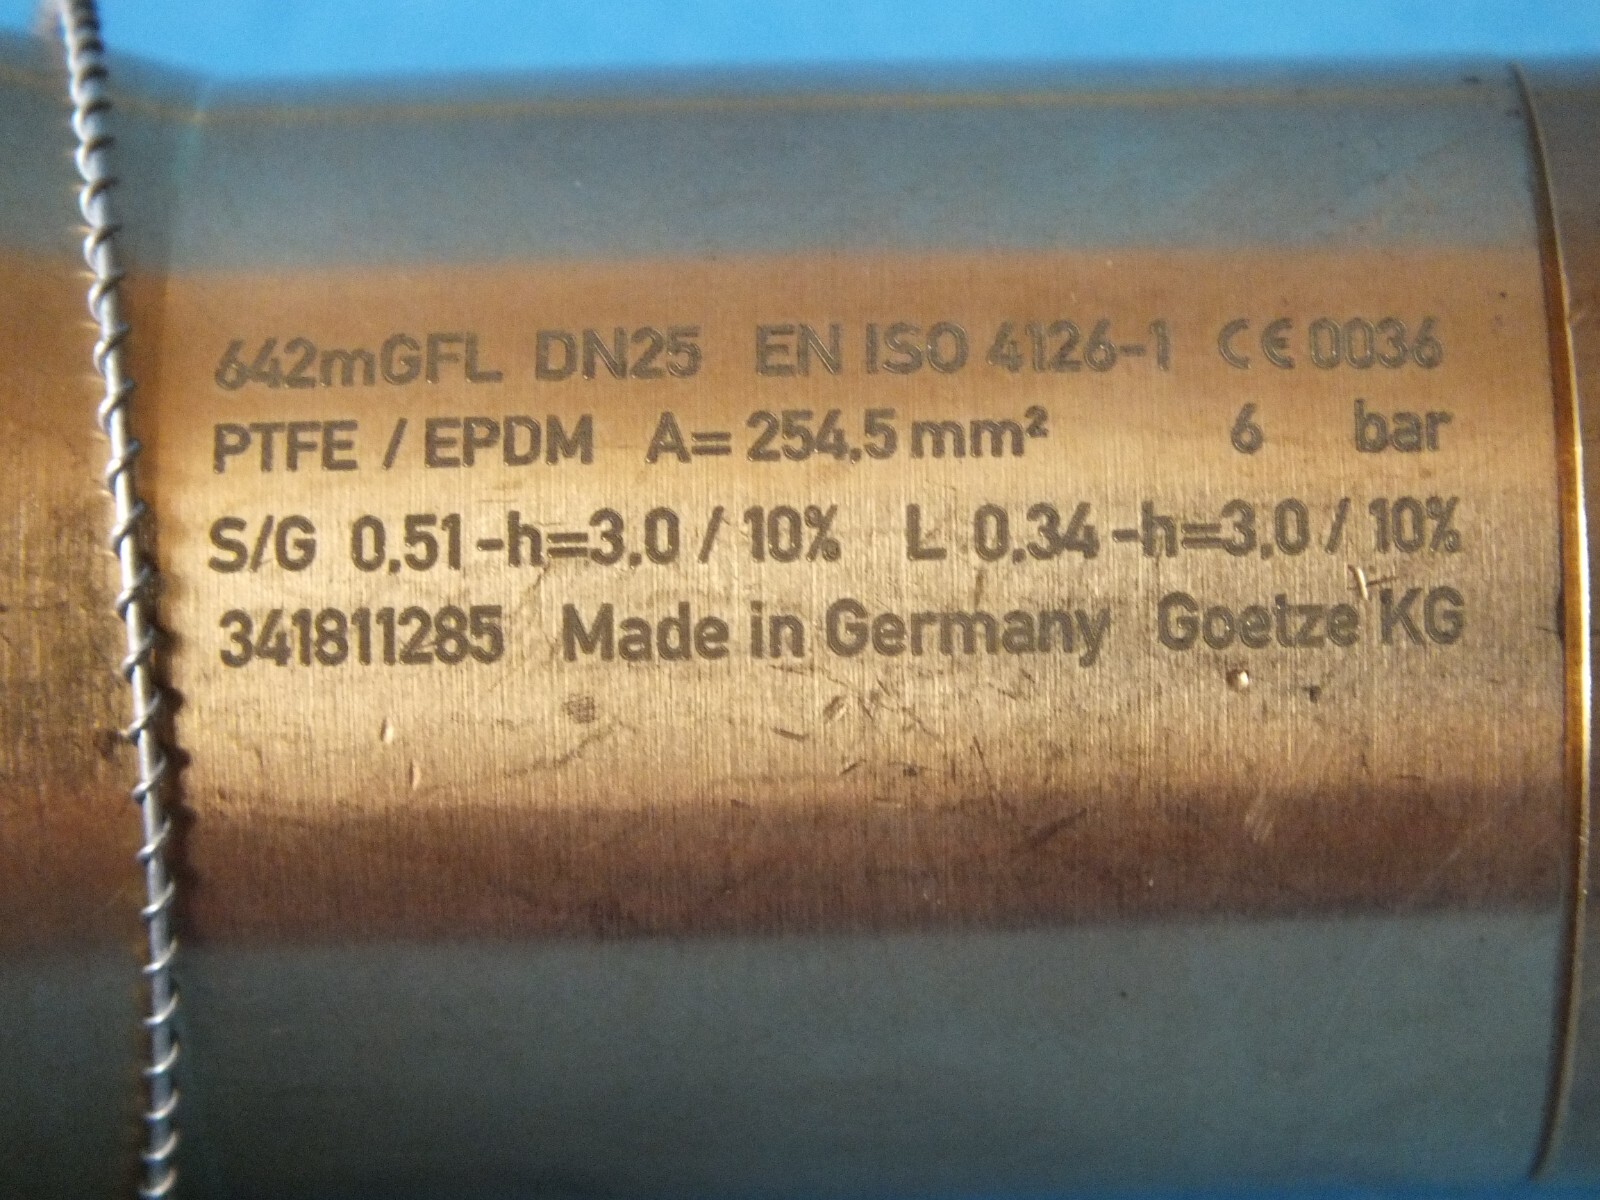 642mGFL DN25 EN ISO 4126-1 CE 0036
PTFE / EPDM A= 254,5 mm² 6 bar
S/G 0,51 -h=3,0 / 10% L 0,34 -h=3,0 / 10%
341811285 Made in Germany Goetze KG